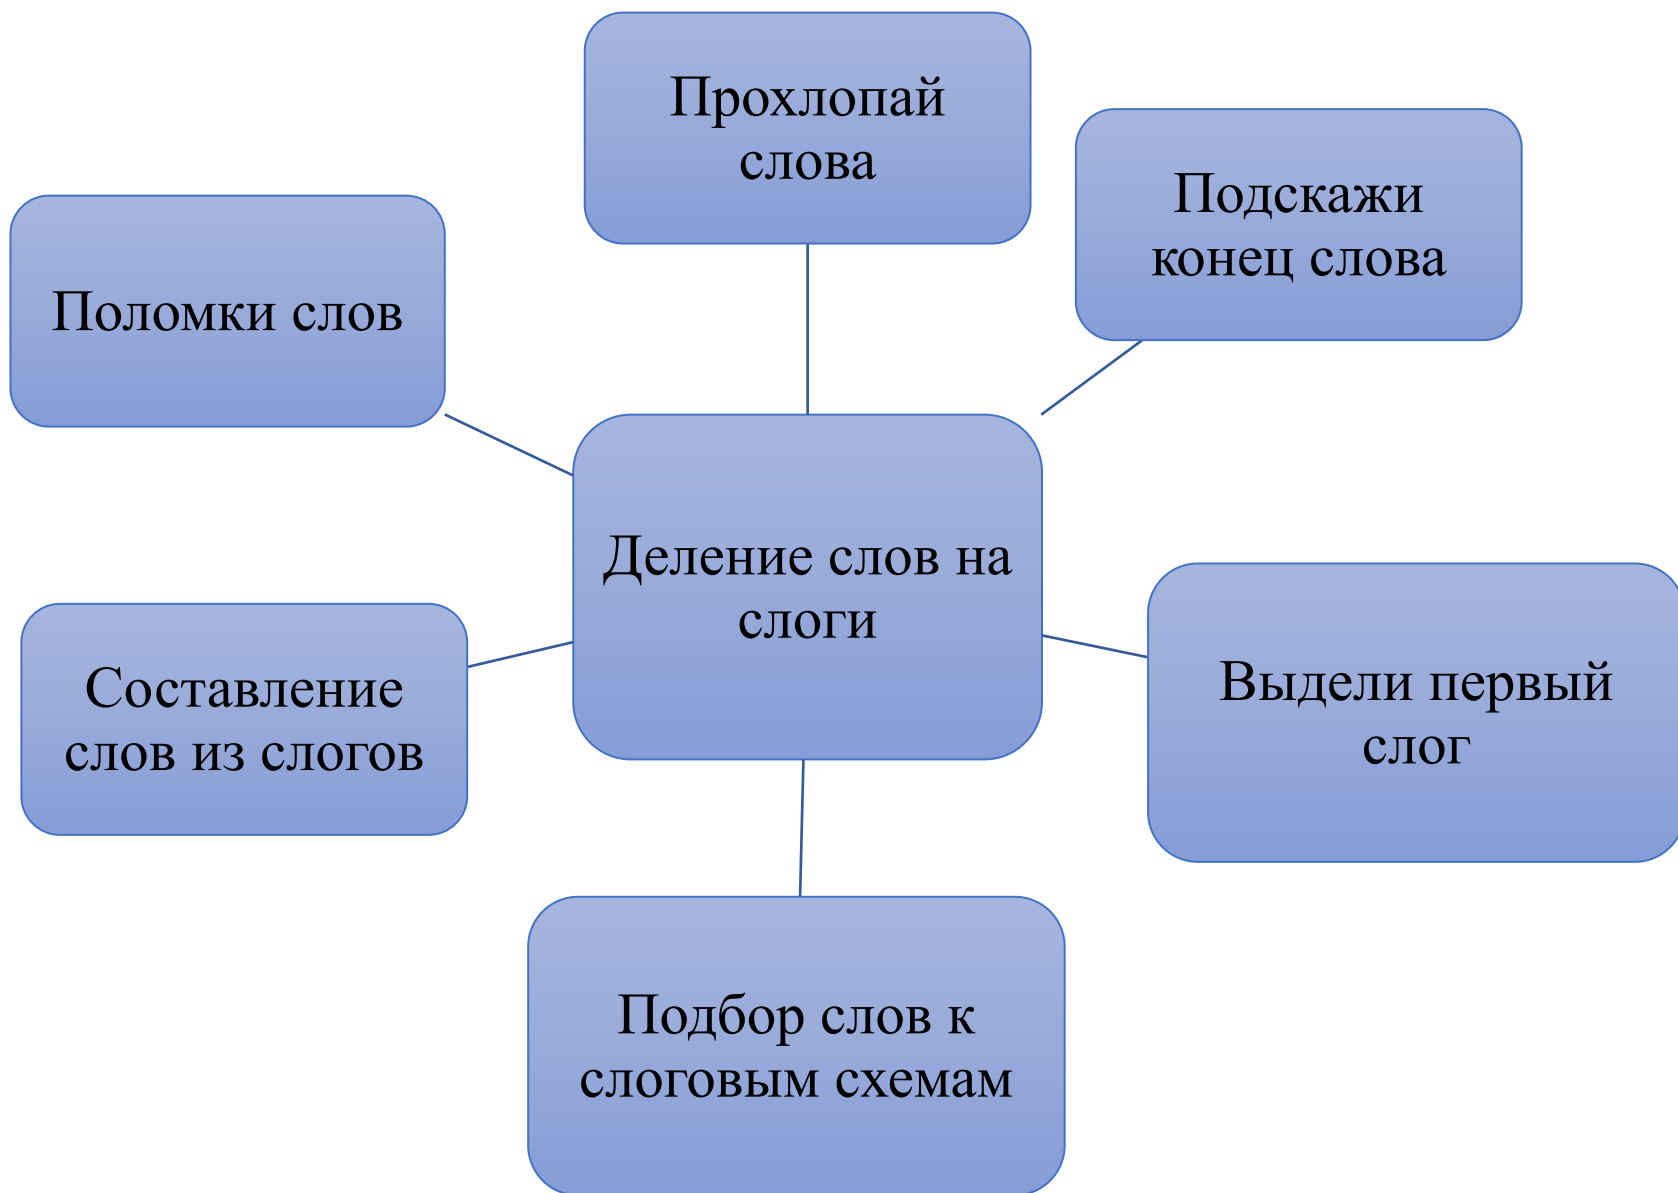 Прохлопай
слова
Подскажи
конец слова
Поломки слов
Деление слов на
слоги
Выдели первый
слог
Составление
слов из слогов
Подбор слов к
слоговым схемам